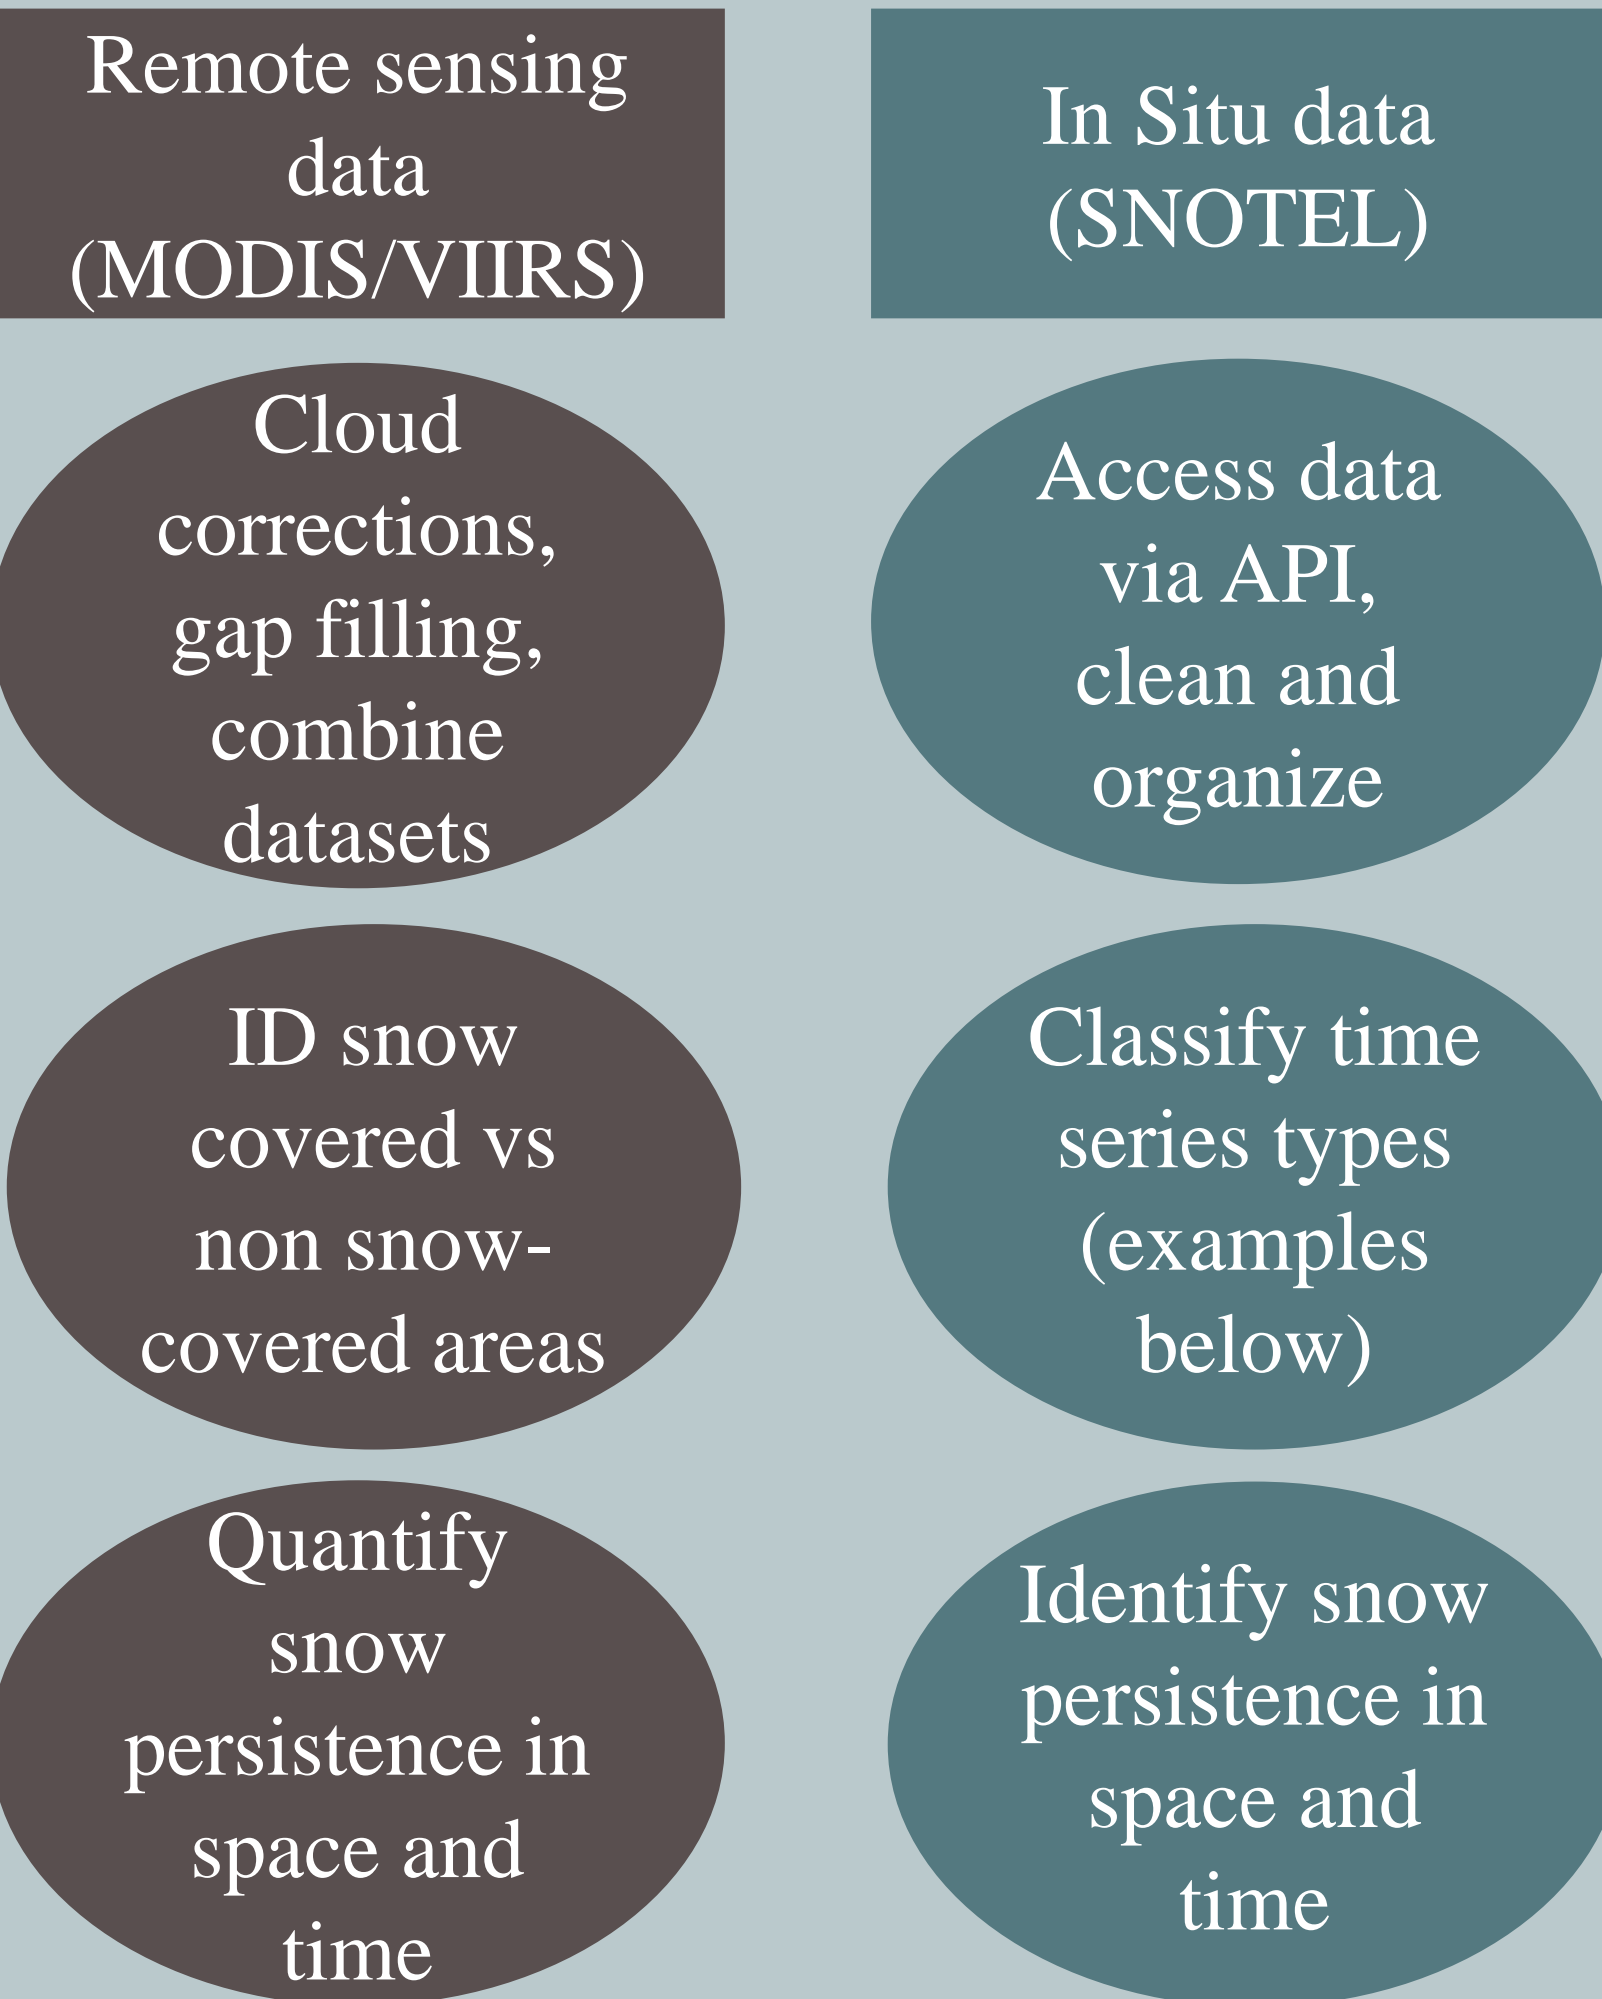 Remote sensing
data
(MODIS/VIIRS)
In Situ data
(SNOTEL)
Cloud
corrections,
gap filling,
combine
datasets
Access data
via API,
clean and
organize
ID snow
covered vs
non snow-
covered areas
Classify time
series types
(examples
below)
Quantify
snow
persistence in
space and
time
Identify snow
persistence in
space and
time